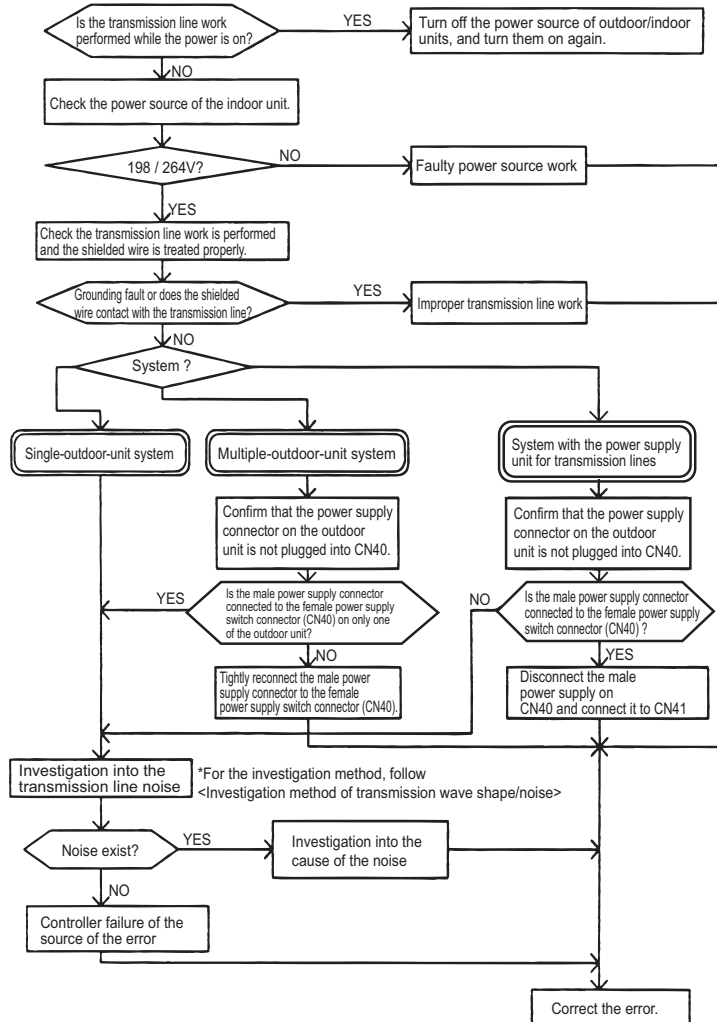 Is the transmission line work
performed while the power is on?
YES
Turn off the power source of outdoor/indoor
units, and turn them on again.
NO
Check the power source of the indoor unit.
198 / 264V?
NO
Faulty power source work
YES
Check the transmission line work is performed
and the shielded wire is treated properly.
Grounding fault or does the shielded
wire contact with the transmission line?
YES
Improper transmission line work
NO
System ?
Single-outdoor-unit system
Multiple-outdoor-unit system
System with the power supply
unit for transmission lines
Confirm that the power supply
connector on the outdoor
unit is not plugged into CN40.
Confirm that the power supply
connector on the outdoor
unit is not plugged into CN40.
YES
Is the male power supply connector
connected to the female power supply
switch connector (CN40) on only one
of the outdoor unit?
NO
Is the male power supply connector
connected to the female power supply
switch connector (CN40) ?
NO
Tightly reconnect the male power
supply connector to the female
power supply switch connector (CN40).
YES
Disconnect the male
power supply on
CN40 and connect it to CN41
Investigation into the
transmission line noise
*For the investigation method, follow
<Investigation method of transmission wave shape/noise>
Noise exist?
YES
Investigation into the
cause of the noise
NO
Controller failure of the
source of the error
Correct the error.